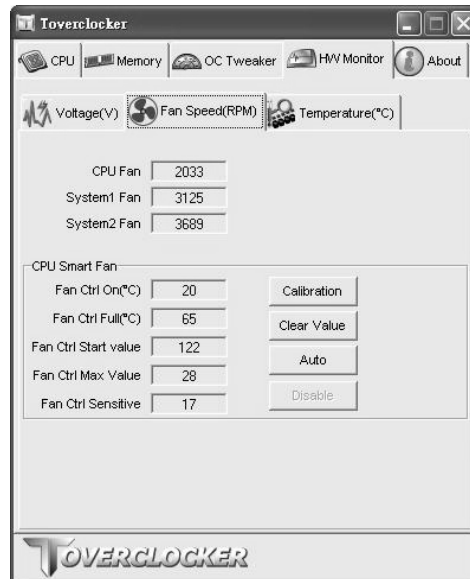 Toverclocker
CPU Memory OC Tweaker H/W Monitor About
Voltage(V) Fan Speed(RPM) Temperature(°C)
CPU Fan 2033
System1 Fan 3125
System2 Fan 3689
CPU Smart Fan
Fan Ctrl On(°C) 20 Calibration
Fan Ctrl Full(°C) 65 Clear Value
Fan Ctrl Start value 122 Auto
Fan Ctrl Max Value 28
Fan Ctrl Sensitive 17 Disable
TOVERCLOCKER